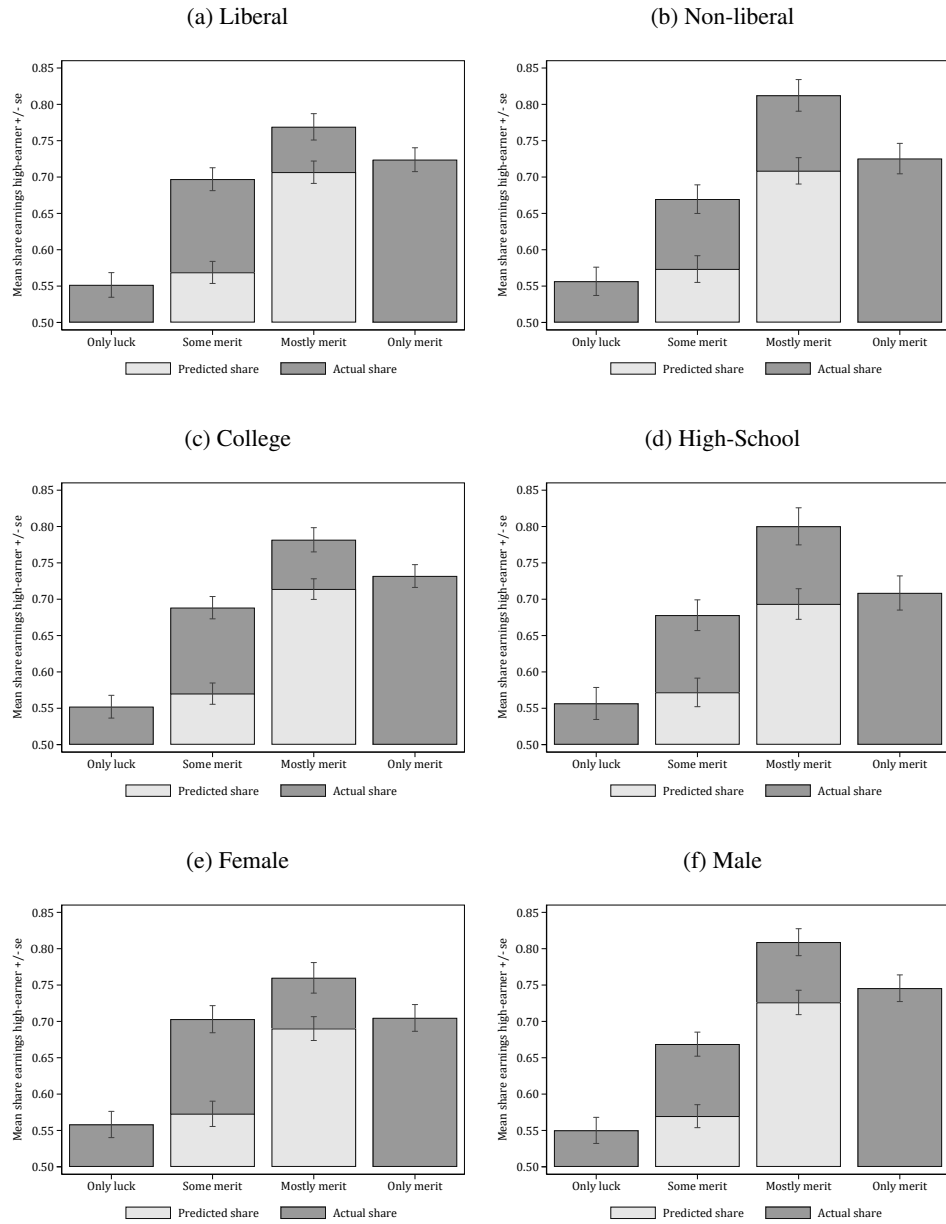 (a) Liberal
Mean share earnings high-earner +/- se
0.85
0.80
0.75
0.70
0.65
0.60
0.55
0.50
Only luck Some merit Mostly merit Only merit
Predicted share Actual share
(b) Non-liberal
Mean share earnings high-earner +/- se
0.85
0.80
0.75
0.70
0.65
0.60
0.55
0.50
Only luck Some merit Mostly merit Only merit
Predicted share Actual share
(c) College
Mean share earnings high-earner +/- se
0.85
0.80
0.75
0.70
0.65
0.60
0.55
0.50
Only luck Some merit Mostly merit Only merit
Predicted share Actual share
(d) High-School
Mean share earnings high-earner +/- se
0.85
0.80
0.75
0.70
0.65
0.60
0.55
0.50
Only luck Some merit Mostly merit Only merit
Predicted share Actual share
(e) Female
Mean share earnings high-earner +/- se
0.85
0.80
0.75
0.70
0.65
0.60
0.55
0.50
Only luck Some merit Mostly merit Only merit
Predicted share Actual share
(f) Male
Mean share earnings high-earner +/- se
0.85
0.80
0.75
0.70
0.65
0.60
0.55
0.50
Only luck Some merit Mostly merit Only merit
Predicted share Actual share